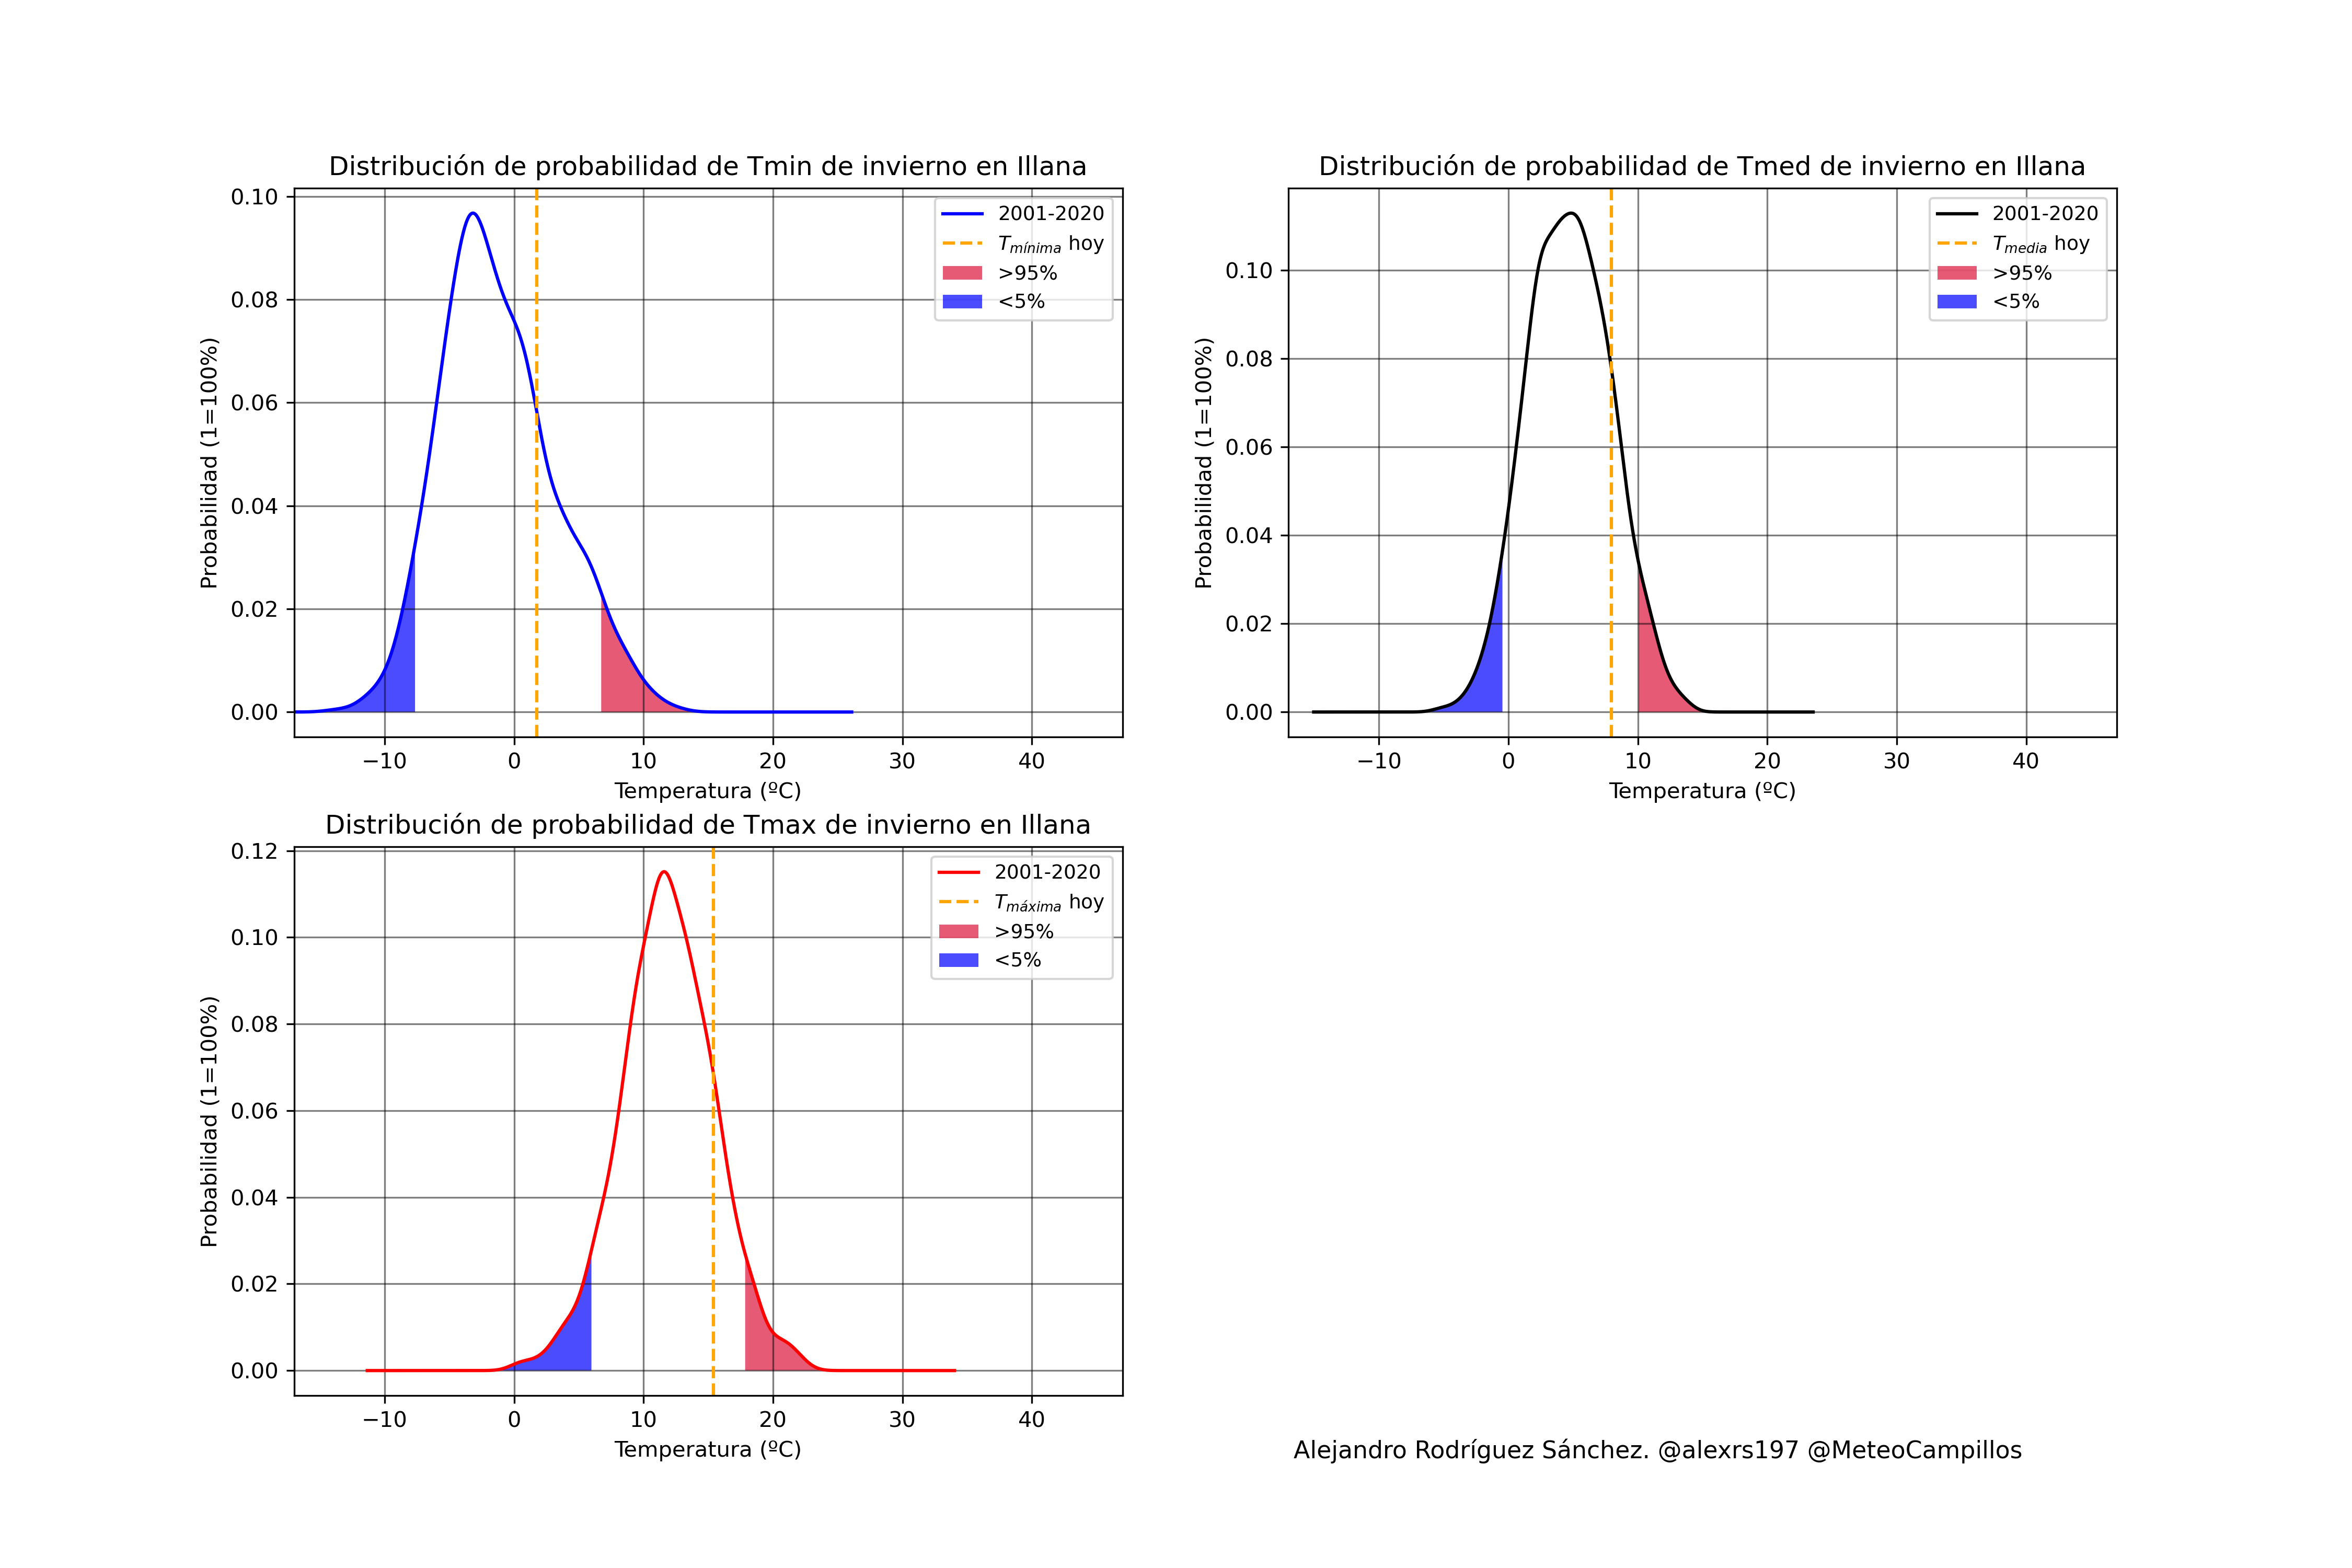 Distribución de probabilidad de Tmin de invierno en Illana
Probabilidad (1=100%)
0.10
0.08
0.06
0.04
0.02
0.00
2001-2020
Tmínima hoy
>95%
<5%
−10 0 10 20 30 40
Temperatura (ºC)
Distribución de probabilidad de Tmed de invierno en Illana
Probabilidad (1=100%)
0.10
0.08
0.06
0.04
0.02
0.00
2001-2020
Tmedia hoy
>95%
<5%
−10 0 10 20 30 40
Temperatura (ºC)
Distribución de probabilidad de Tmax de invierno en Illana
Probabilidad (1=100%)
0.12
0.10
0.08
0.06
0.04
0.02
0.00
2001-2020
Tmáxima hoy
>95%
<5%
−10 0 10 20 30 40
Temperatura (ºC)
Alejandro Rodríguez Sánchez. @alexrs197 @MeteoCampillos